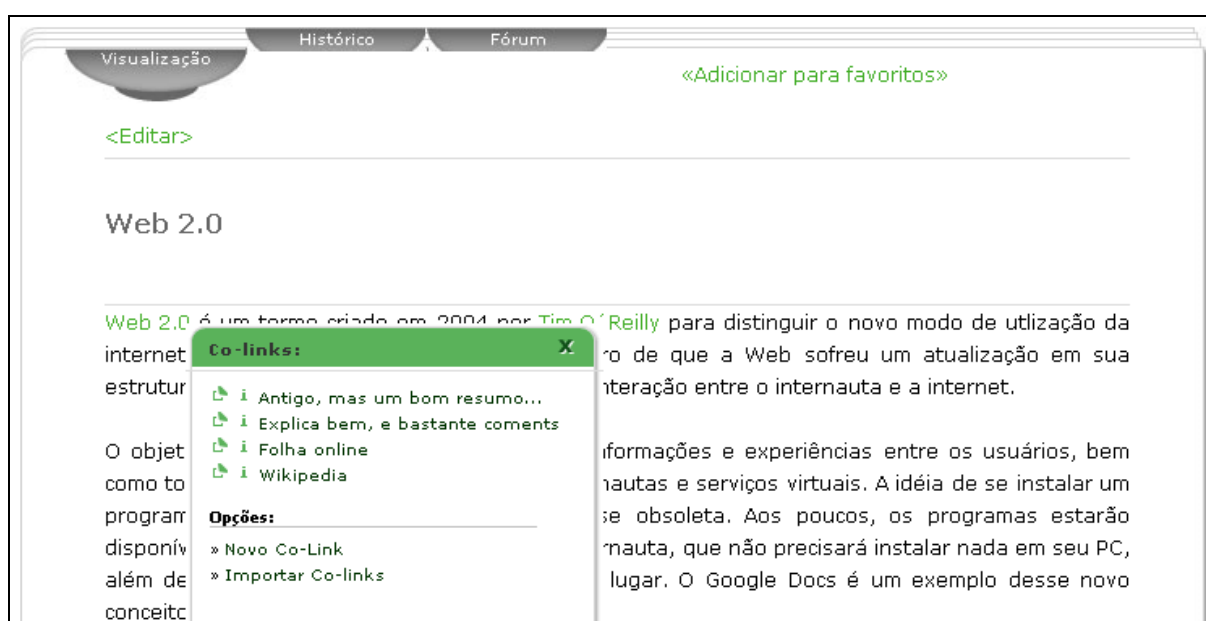 Histórico
Fórum
Visualização
«Adicionar para favoritos»
<Editar>
Web 2.0
Web 2.0 é um termo criado em 2004 por Tim O´Reilly para distinguir o novo modo de utlização da
internet ro de que a Web sofreu um atualização em sua
estrutur nteração entre o internauta e a internet.
O objet nformações e experiências entre os usuários, bem
como to nautas e serviços virtuais. A idéia de se instalar um
program se obsoleta. Aos poucos, os programas estarão
disponív rnauta, que não precisará instalar nada em seu PC,
além de lugar. O Google Docs é um exemplo desse novo
conceito
Co-links: X
i Antigo, mas um bom resumo...
i Explica bem, e bastante coments
i Folha online
i Wikipedia
Opções:
» Novo Co-Link
» Importar Co-links